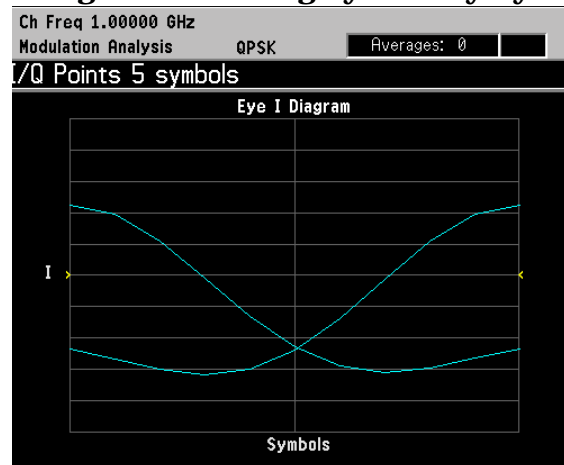 Ch Freq 1.00000 GHz
Modulation Analysis QPSK Averages: 0
I/Q Points 5 symbols
Eye I Diagram
I
Symbols